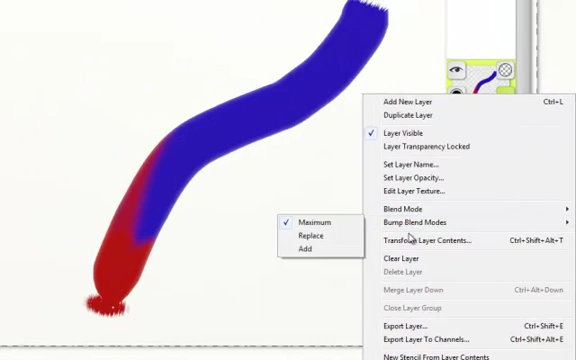 Add New Layer Ctrl+L
Duplicate Layer
Layer Visible
Layer Transparency Locked
Set Layer Name...
Set Layer Opacity...
Edit Layer Texture...
Blend Mode
Bump Blend Modes
Maximum
Replace
Add
Transform Layer Contents... Ctrl+Shift+Alt+T
Clear Layer
Delete Layer
Merge Layer Down Ctrl+Alt+Down
Close Layer Group
Export Layer... Ctrl+Shift+E
Export Layer To Channels... Ctrl+Shift+Alt+E
New Stencil From Layer Contents